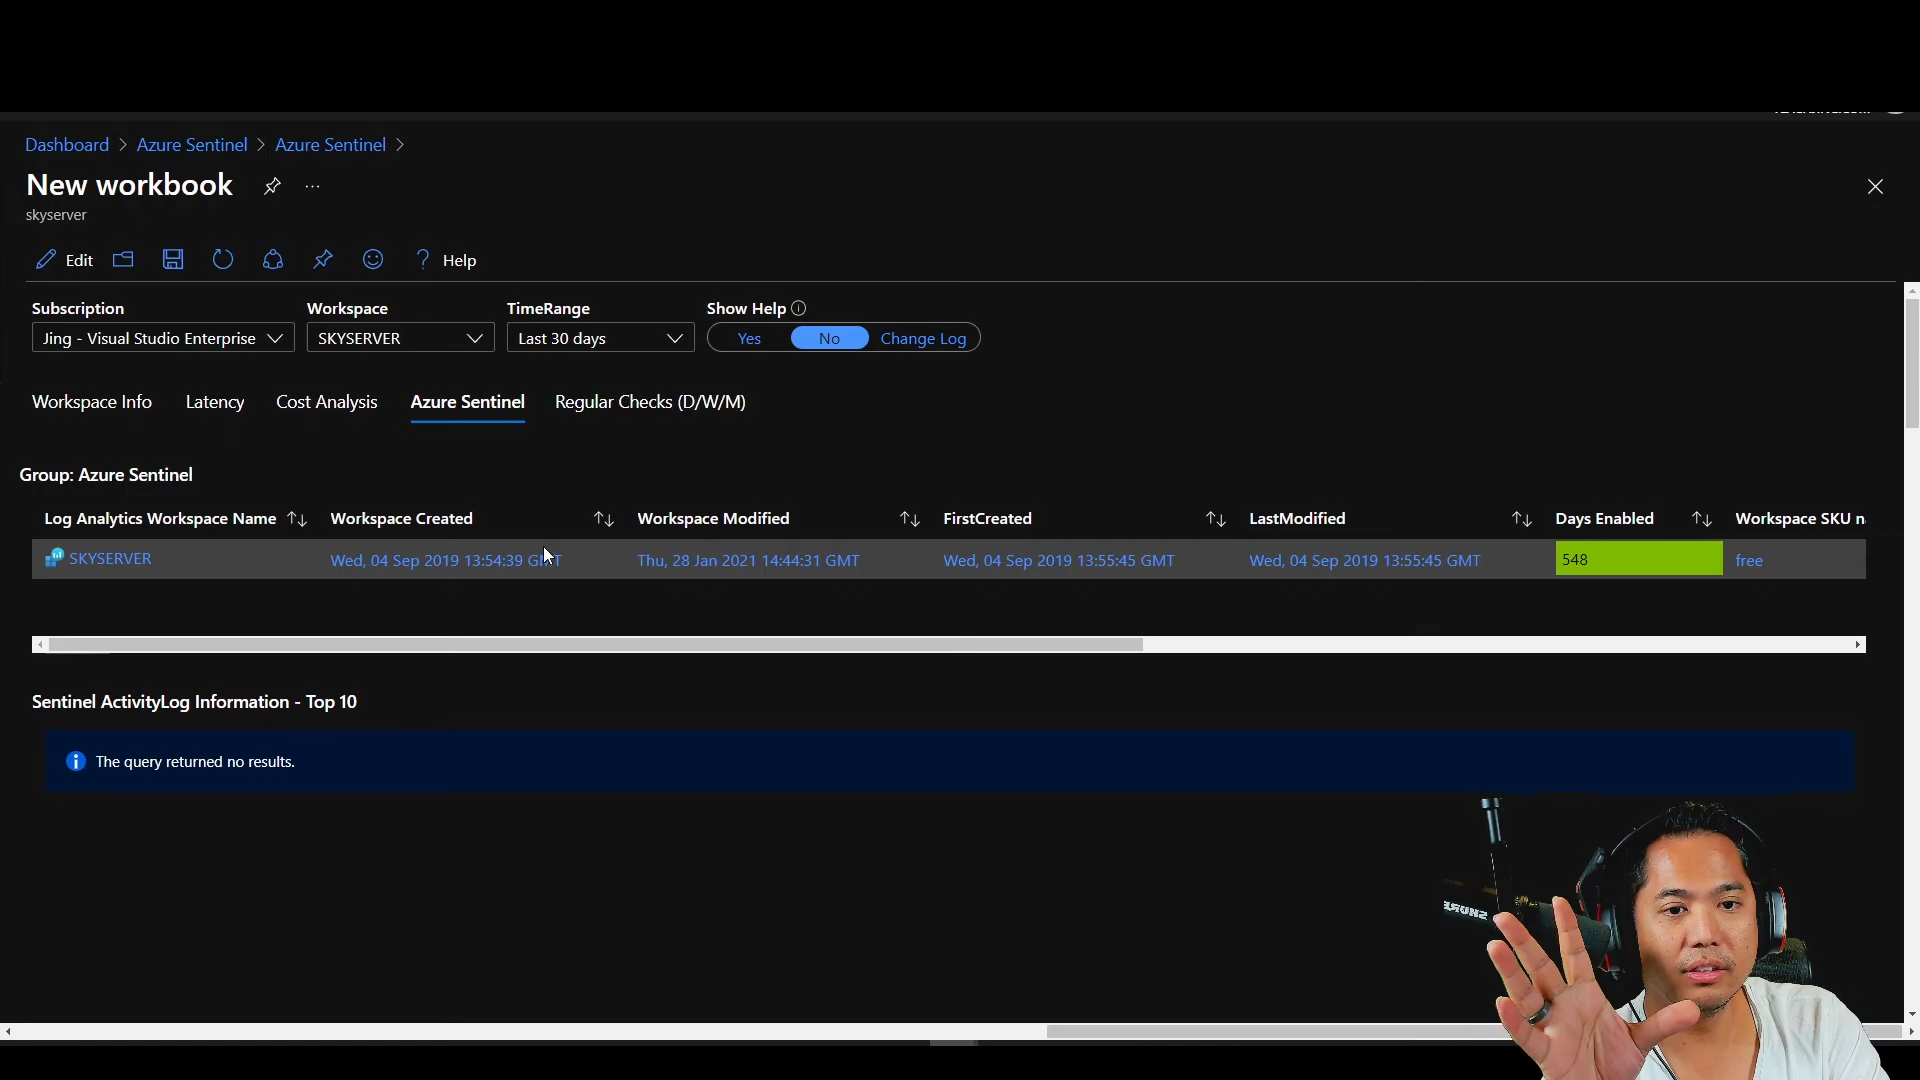 Dashboard > Azure Sentinel > Azure Sentinel >
New workbook ...
skyserver
Edit Help
Subscription Workspace TimeRange Show Help
Jing - Visual Studio Enterprise SKYSERVER Last 30 days Yes No Change Log
Workspace Info Latency Cost Analysis Azure Sentinel Regular Checks (D/W/M)
Group: Azure Sentinel
Log Analytics Workspace Name Workspace Created Workspace Modified FirstCreated LastModified Days Enabled Workspace SKU n
SKYSERVER Wed, 04 Sep 2019 13:54:39 GMT Thu, 28 Jan 2021 14:44:31 GMT Wed, 04 Sep 2019 13:55:45 GMT Wed, 04 Sep 2019 13:55:45 GMT 548 free
Sentinel ActivityLog Information - Top 10
The query returned no results.